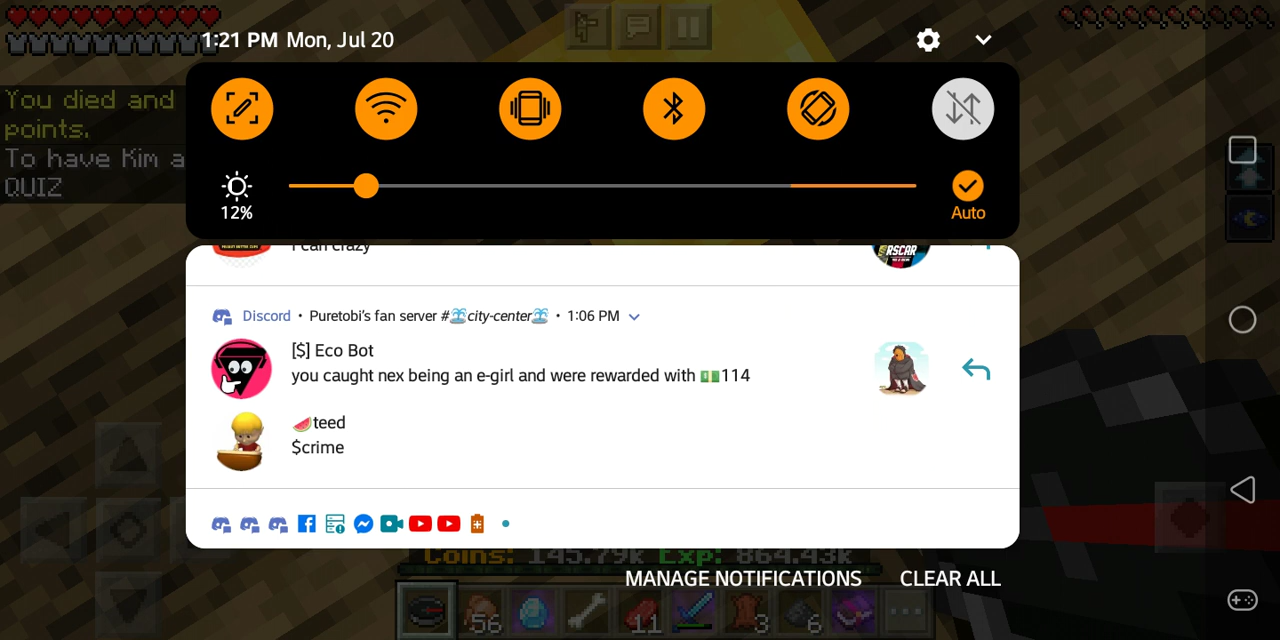 1:21 PM Mon, Jul 20
You died and
points.
To have Kim a
QUIZ
12%
Auto
I can crazy
RSCAR
Discord • Puretobi's fan server #🏝️city-center🏝️ • 1:06 PM
[$] Eco Bot
you caught nex being an e-girl and were rewarded with 💵114
🍉teed
$crime
Coins: 145.79k Exp: 864.43k
MANAGE NOTIFICATIONS CLEAR ALL
56
11
3
6